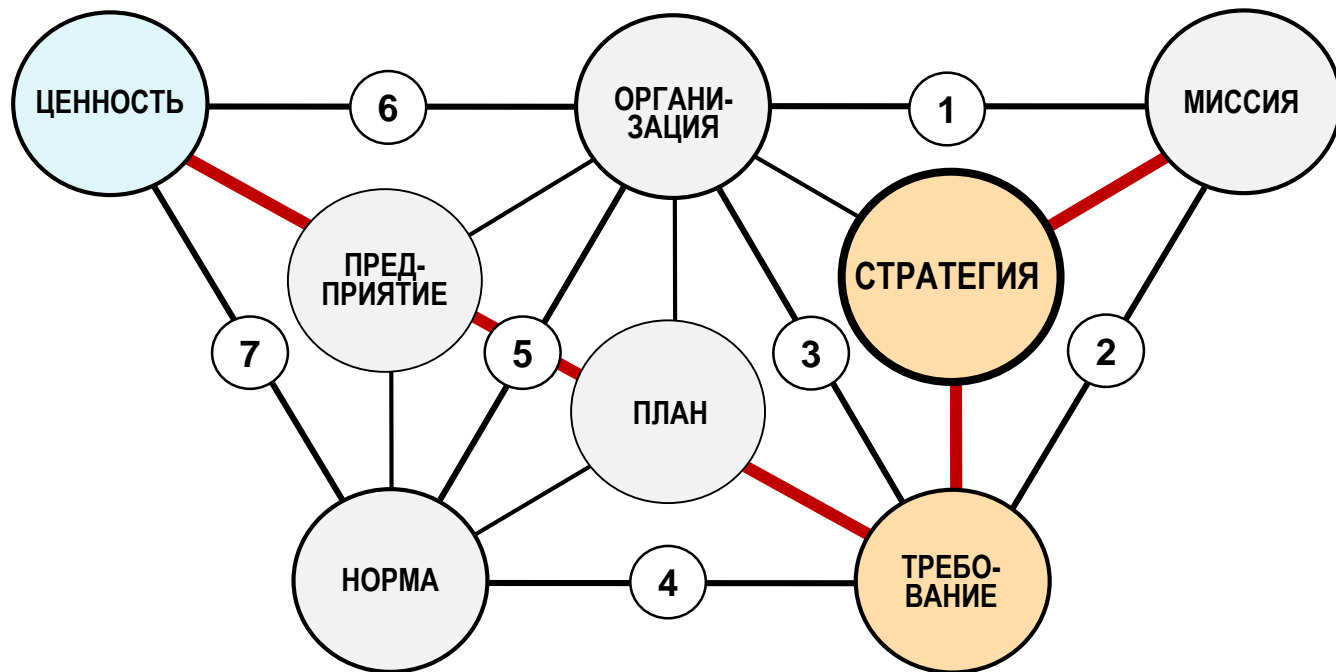 ЦЕННОСТЬ
6
ОРГАНИ-
ЗАЦИЯ
1
МИССИЯ
ПРЕД-
ПРИЯТИЕ
СТРАТЕГИЯ
7
5
3
2
ПЛАН
НОРМА
4
ТРЕБО-
ВАНИЕ